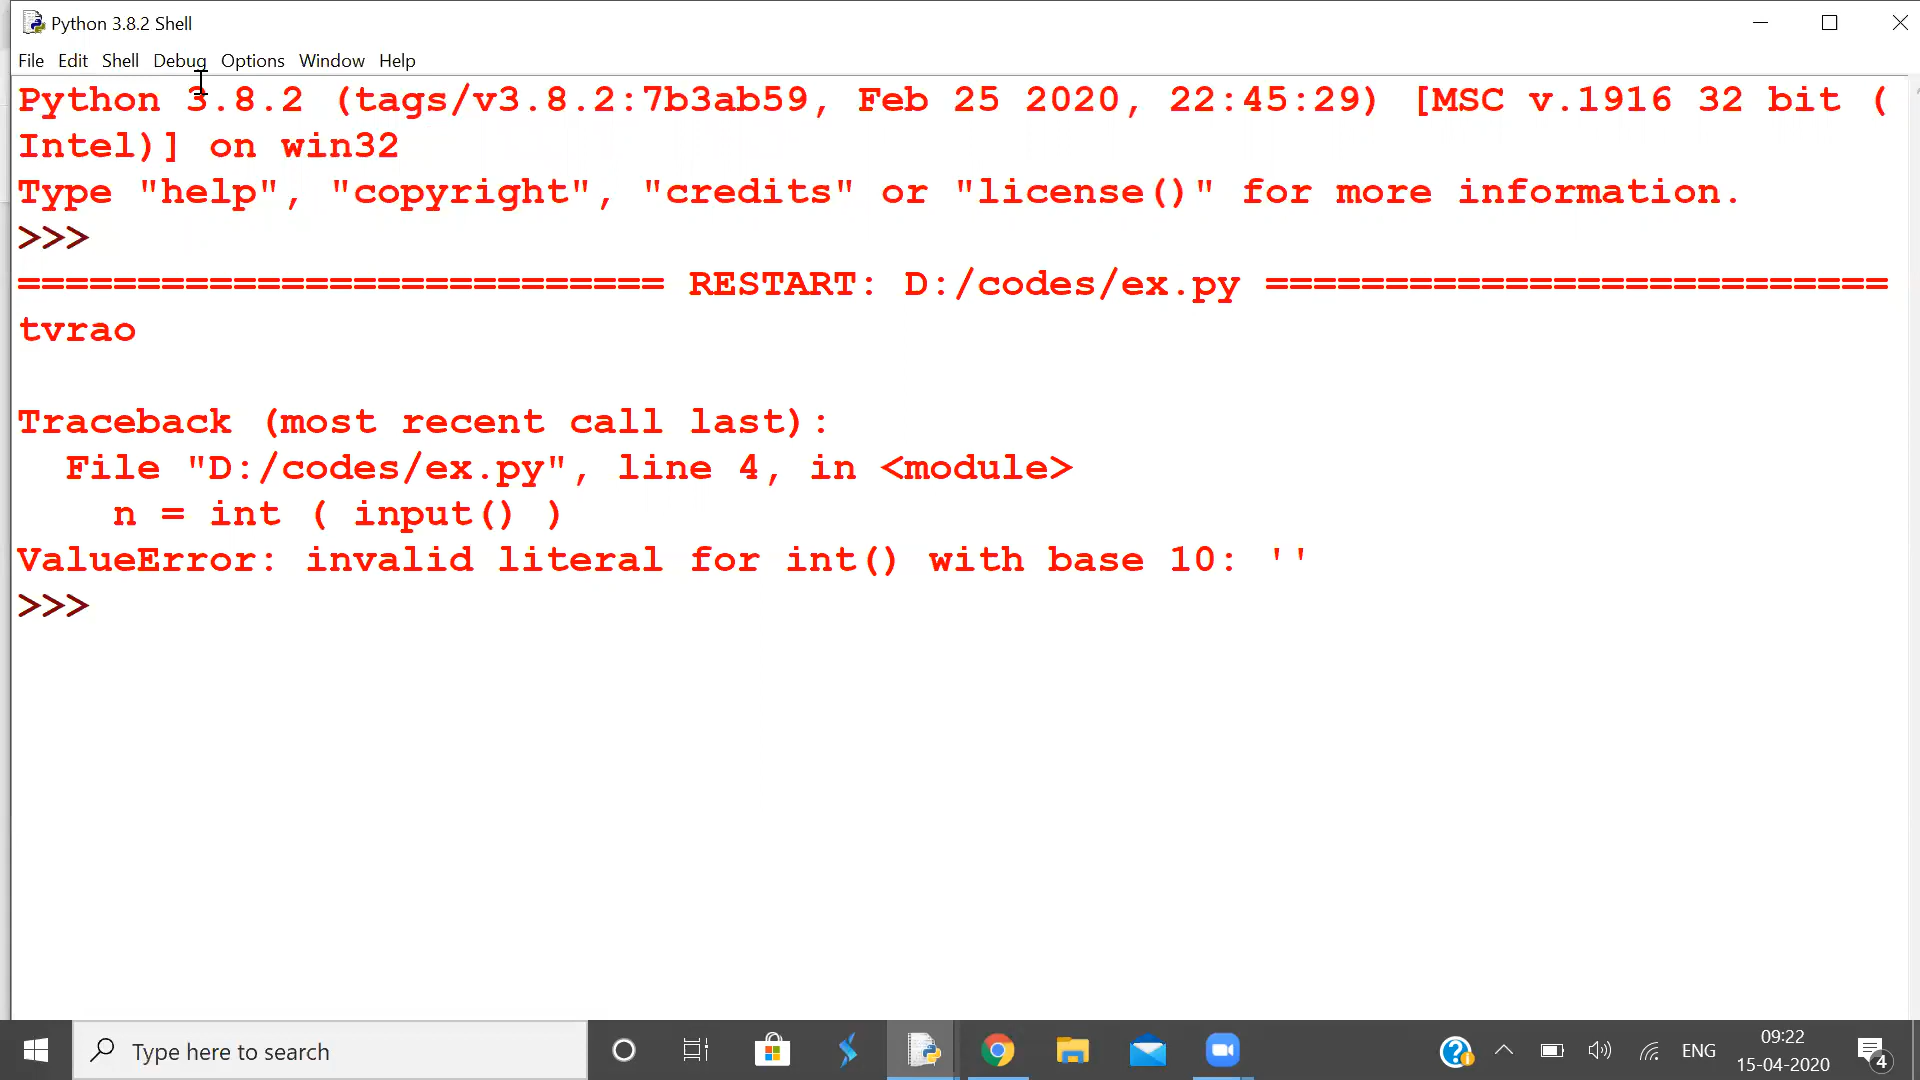 Python 3.8.2 Shell
File Edit Shell Debug Options Window Help
Python 3.8.2 (tags/v3.8.2:7b3ab59, Feb 25 2020, 22:45:29) [MSC v.1916 32 bit (
Intel)] on win32
Type "help", "copyright", "credits" or "license()" for more information.
>>>
=========================== RESTART: D:/codes/ex.py ==========================
tvrao
Traceback (most recent call last):
  File "D:/codes/ex.py", line 4, in <module>
    n = int ( input() )
ValueError: invalid literal for int() with base 10: ''
>>>
Type here to search
ENG
09:22
15-04-2020
4